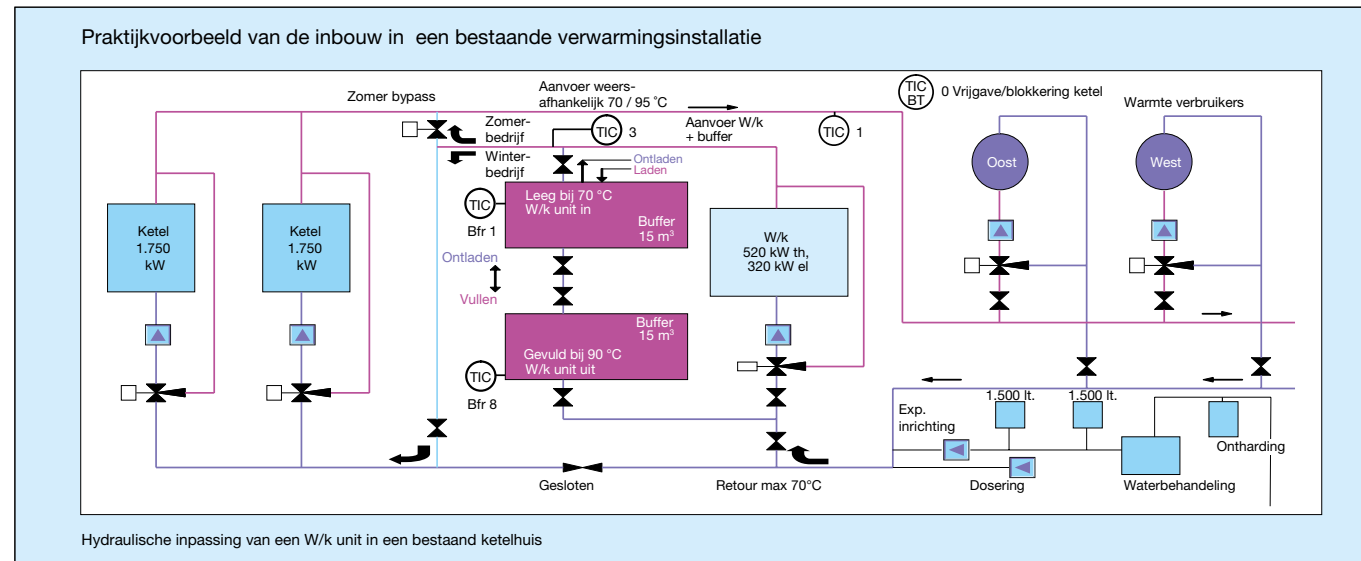 Praktijkvoorbeeld van de inbouw in een bestaande verwarmingsinstallatie
Zomer bypass
Aanvoer weers-
afhankelijk 70 / 95 °C
TIC
BT
0 Vrijgave/blokkering ketel
Warmte verbruikers
Zomer-
bedrijf
TIC
3
Aanvoer W/k
+ buffer
TIC
1
Winter-
bedrijf
Ontladen
Laden
Oost
West
Leeg bij 70 °C
W/k unit in
TIC
Bfr 1
Buffer
15 m³
Ketel
1.750
kW
Ketel
1.750
kW
W/k
520 kW th,
320 kW el
Ontladen
Vullen
Buffer
15 m³
Gevuld bij 90 °C
W/k unit uit
TIC
Bfr 8
1.500 lt.
1.500 lt.
Exp.
inrichting
Ontharding
Gesloten
Retour max 70°C
Dosering
Waterbehandeling
Hydraulische inpassing van een W/k unit in een bestaand ketelhuis